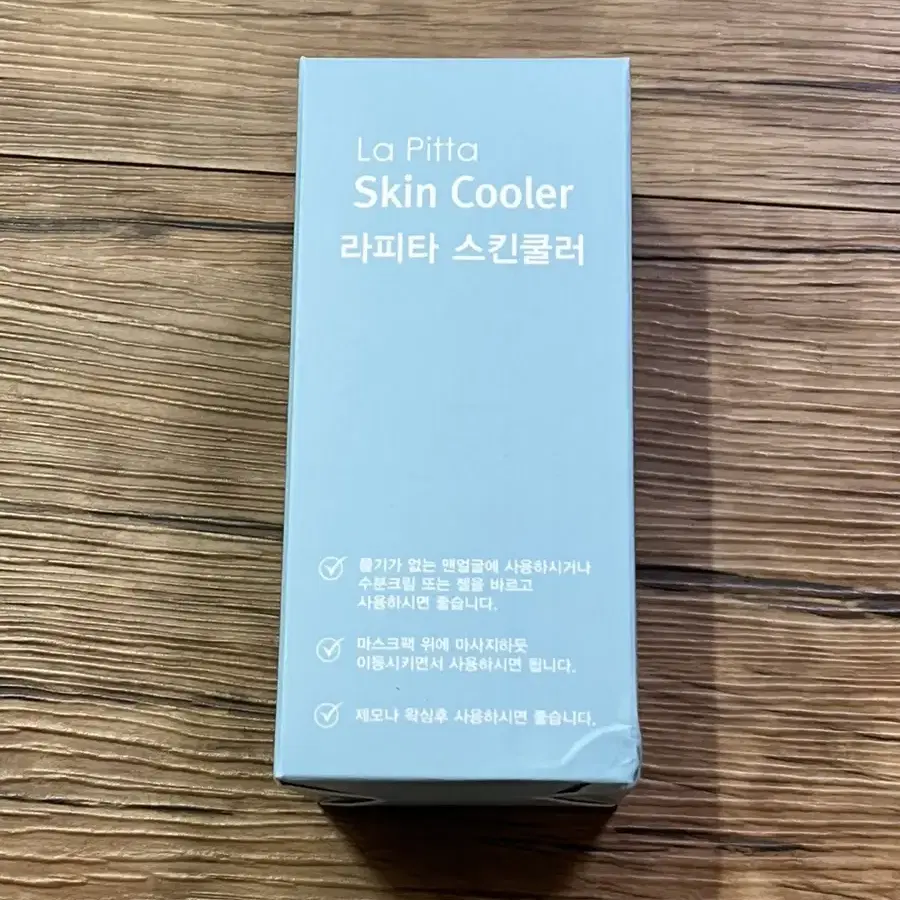 La Pitta
Skin Cooler
라피타 스킨쿨러
물기가 없는 맨얼굴에 사용하시거나
수분크림 또는 젤을 바르고
사용하시면 좋습니다.
마스크팩 위에 마사지하듯
이동시키면서 사용하시면 됩니다.
제모나 왁싱후 사용하시면 좋습니다.